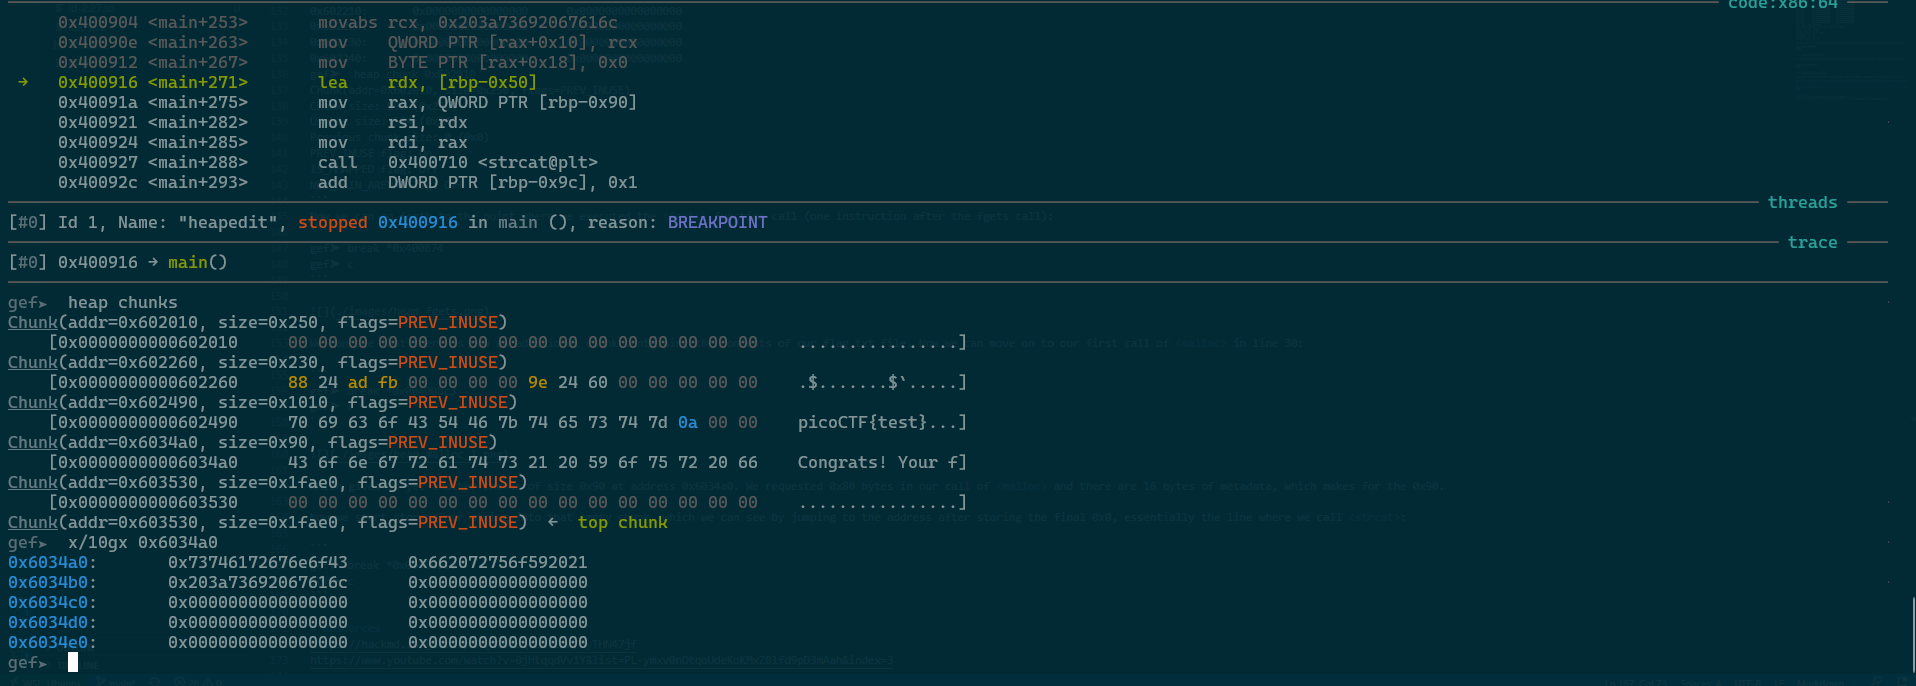 code:x86:64
0x400904 <main+253> movabs rcx, 0x203a73692067616c
0x40090e <main+263> mov QWORD PTR [rax+0x10], rcx
0x400912 <main+267> mov BYTE PTR [rax+0x18], 0x0
→ 0x400916 <main+271> lea rdx, [rbp-0x50]
0x40091a <main+275> mov rax, QWORD PTR [rbp-0x90]
0x400921 <main+282> mov rsi, rdx
0x400924 <main+285> mov rdi, rax
0x400927 <main+288> call 0x400710 <strcat@plt>
0x40092c <main+293> add DWORD PTR [rbp-0x9c], 0x1
threads
[#0] Id 1, Name: "heapedit", stopped 0x400916 in main (), reason: BREAKPOINT
trace
[#0] 0x400916 → main()
gef➤ heap chunks
Chunk(addr=0x602010, size=0x250, flags=PREV_INUSE)
[0x0000000000602010 00 00 00 00 00 00 00 00 00 00 00 00 00 00 00 00 ................]
Chunk(addr=0x602260, size=0x230, flags=PREV_INUSE)
[0x0000000000602260 88 24 ad fb 00 00 00 00 9e 24 60 00 00 00 00 00 .$.......$`.....]
Chunk(addr=0x602490, size=0x1010, flags=PREV_INUSE)
[0x0000000000602490 70 69 63 6f 43 54 46 7b 74 65 73 74 7d 0a 00 00 picoCTF{test}...]
Chunk(addr=0x6034a0, size=0x90, flags=PREV_INUSE)
[0x00000000006034a0 43 6f 6e 67 72 61 74 73 21 20 59 6f 75 72 20 66 Congrats! Your f]
Chunk(addr=0x603530, size=0x1fae0, flags=PREV_INUSE)
[0x0000000000603530 00 00 00 00 00 00 00 00 00 00 00 00 00 00 00 00 ................]
Chunk(addr=0x603530, size=0x1fae0, flags=PREV_INUSE) ← top chunk
gef➤ x/10gx 0x6034a0
0x6034a0: 0x73746172676e6f43 0x662072756f592021
0x6034b0: 0x203a73692067616c 0x0000000000000000
0x6034c0: 0x0000000000000000 0x0000000000000000
0x6034d0: 0x0000000000000000 0x0000000000000000
0x6034e0: 0x0000000000000000 0x0000000000000000
gef➤